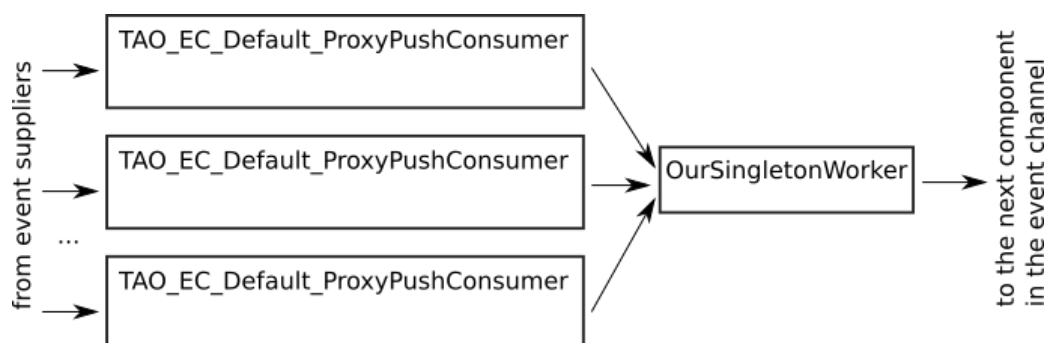 from event suppliers
TAO_EC_Default_ProxyPushConsumer
TAO_EC_Default_ProxyPushConsumer
...
TAO_EC_Default_ProxyPushConsumer
OurSingletonWorker
to the next component
in the event channel